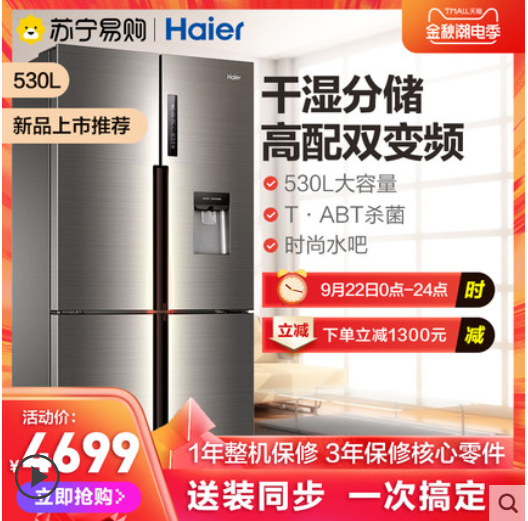 苏宁易购
Haier
TMALL天猫
金秋潮电季
530L
新品上市推荐
Haier
干湿分储
高配双变频
530L大容量
T · ABT杀菌
时尚水吧
9月22日0点-24点
时
立减
下单立减1300元
减
活动价:
1年整机保修 3年保修核心零件
立即抢购
送装同步 一次搞定